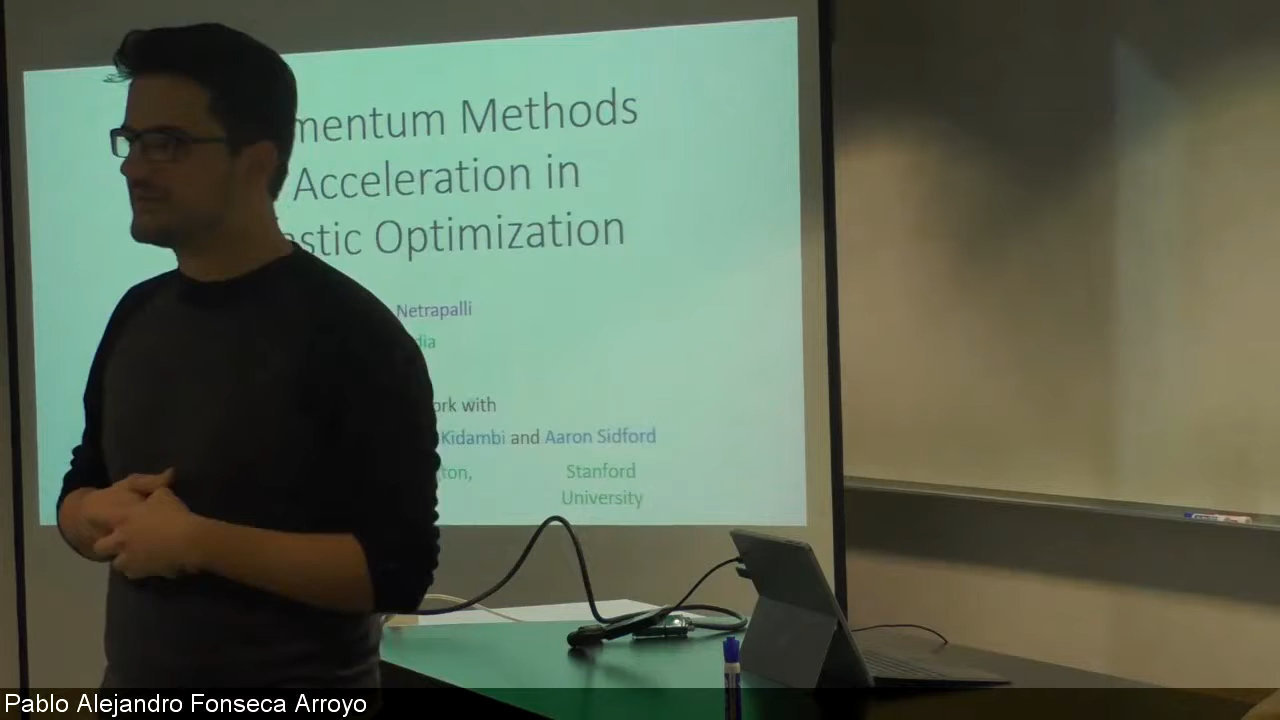 mentum Methods
Acceleration in
stic Optimization
Netrapalli
dia
ork with
Kidambi and Aaron Sidford
ton,
Stanford
University
Pablo Alejandro Fonseca Arroyo